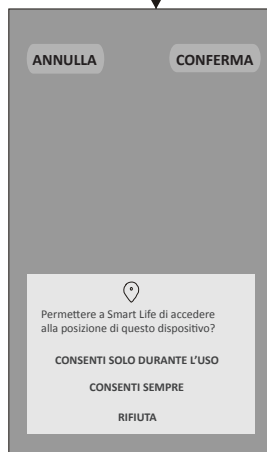 ANNULLA
CONFERMA
Permettere a Smart Life di accedere
alla posizione di questo dispositivo?
CONSENTI SOLO DURANTE L'USO
CONSENTI SEMPRE
RIFIUTA